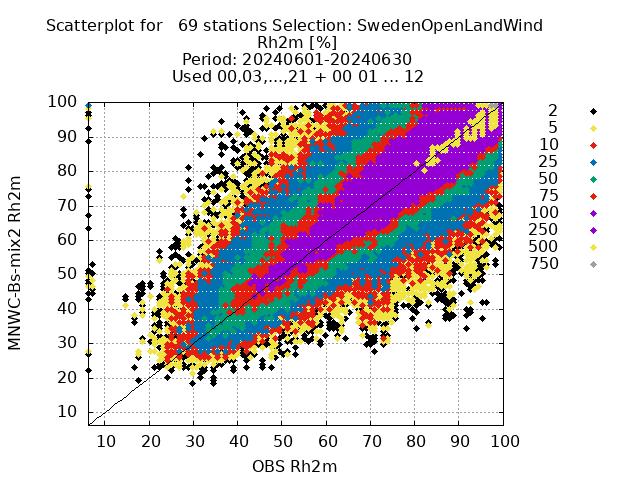 Scatterplot for   69 stations Selection: SwedenOpenLandWind
Rh2m [%]
Period: 20240601-20240630
Used 00,03,...,21 + 00 01 ... 12
MNWC-Bs-mix2 Rh2m
100
90
80
70
60
50
40
30
20
10
10 20 30 40 50 60 70 80 90 100
OBS Rh2m
2
5
10
25
50
75
100
250
500
750